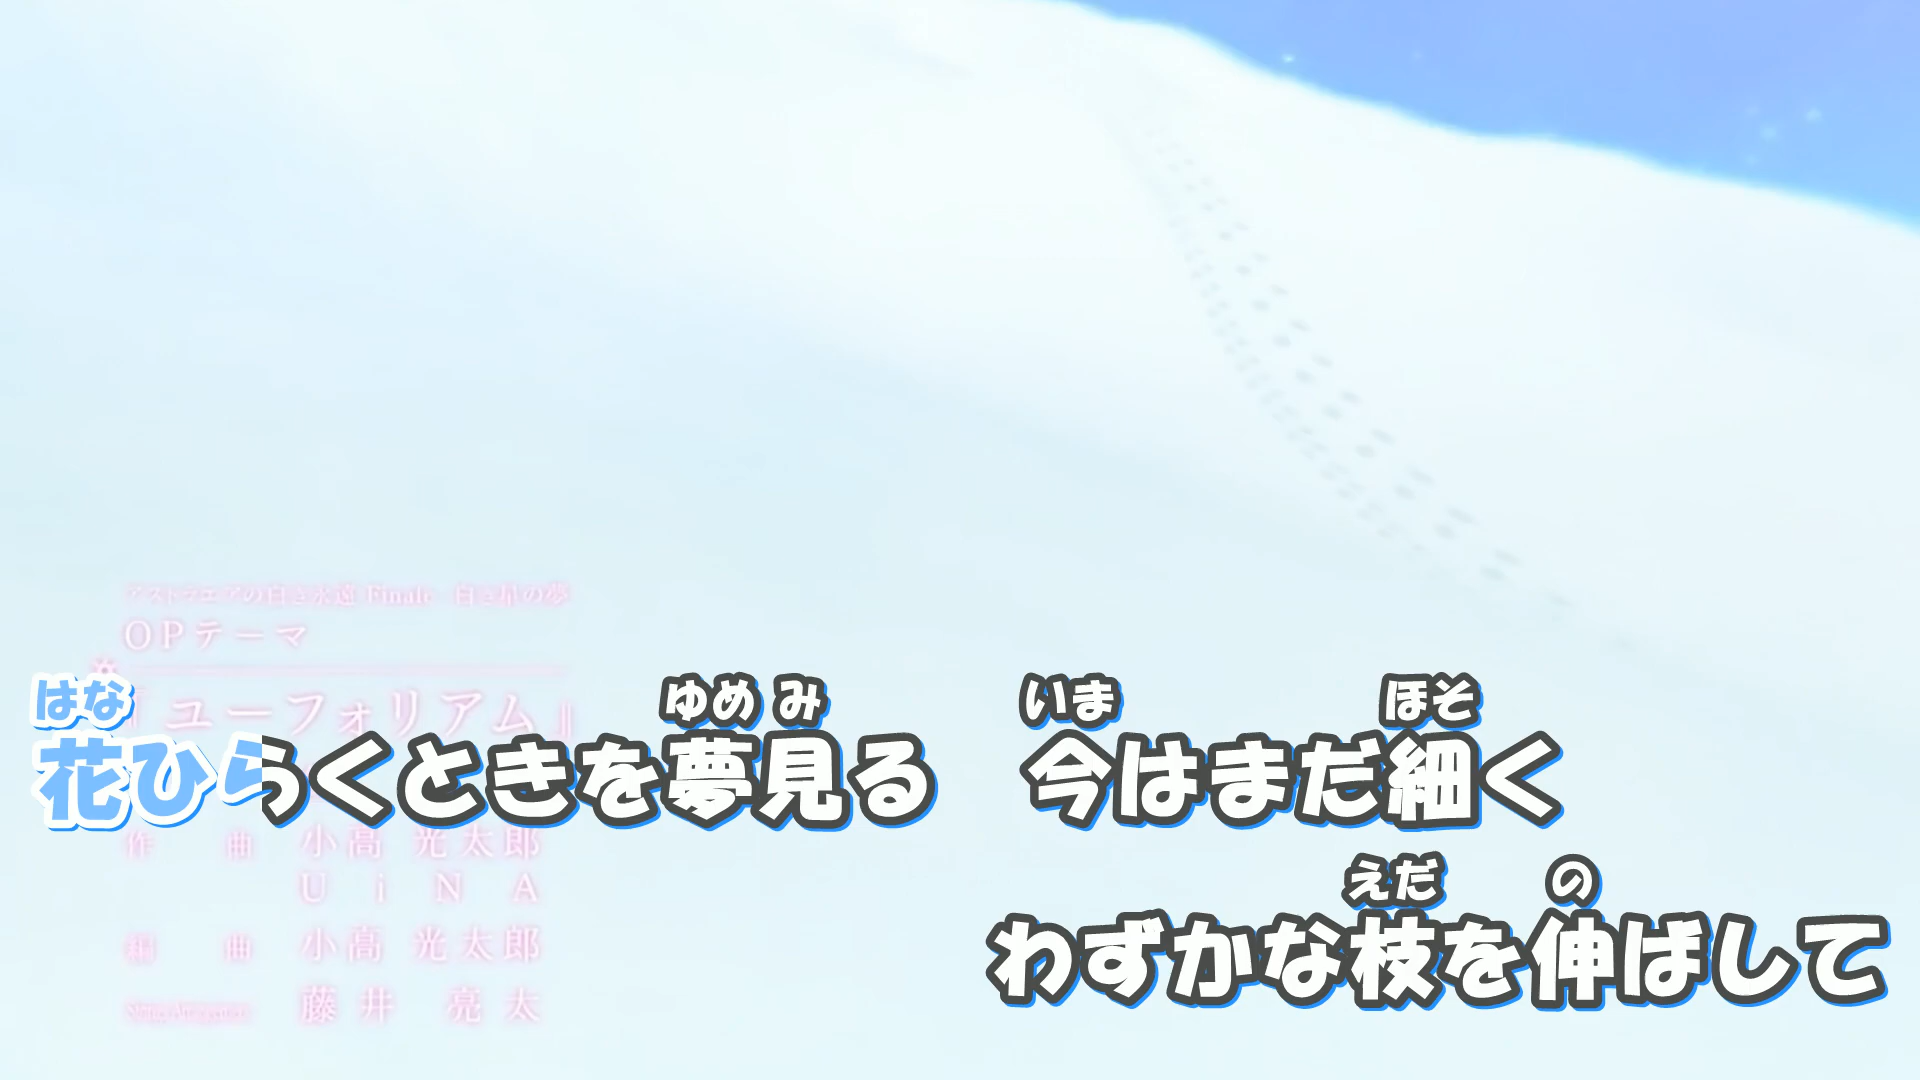 アストラエアの白き永遠 Finale -白き星の夢
OPテーマ
『ユーフォリアム』
はな ゆめ み いま ほそ
花ひらくときを夢見る 今はまだ細く
作曲 小高 光太郎
UiNA
えだ の
わずかな枝を伸ばして
編曲 小高 光太郎
藤井 亮太